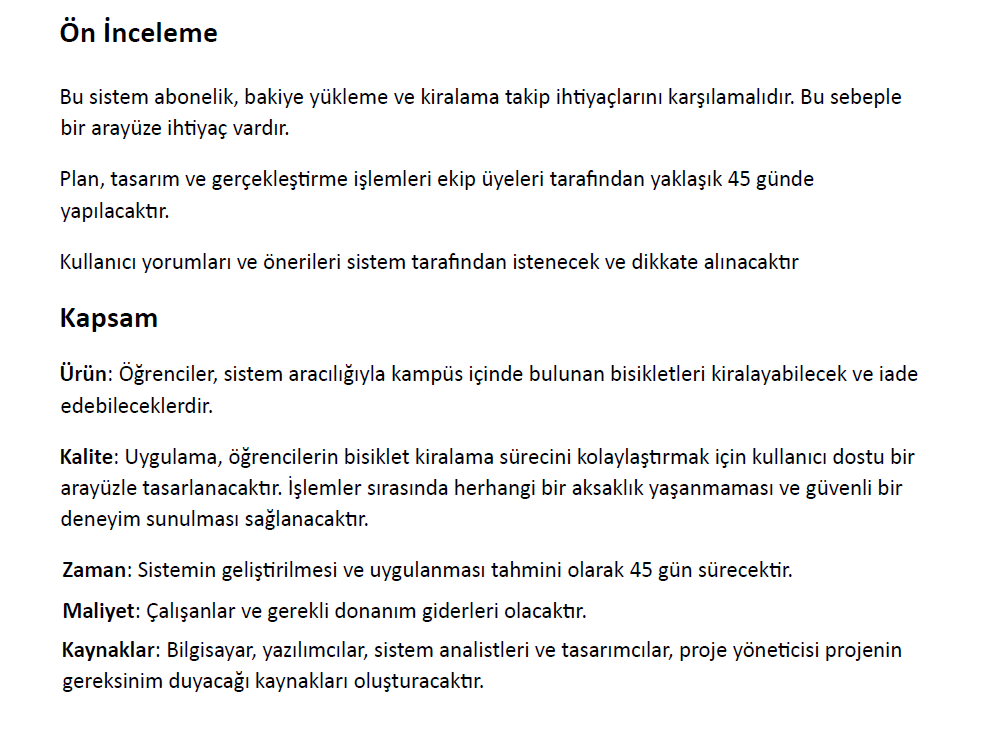 Ön İnceleme
Bu sistem abonelik, bakiye yükleme ve kiralama takip ihtiyaçlarını karşılamalıdır. Bu sebeple
bir arayüze ihtiyaç vardır.
Plan, tasarım ve gerçekleştirme işlemleri ekip üyeleri tarafından yaklaşık 45 günde
yapılacaktır.
Kullanıcı yorumları ve önerileri sistem tarafından istenecek ve dikkate alınacaktır
Kapsam
Ürün: Öğrenciler, sistem aracılığıyla kampüs içinde bulunan bisikletleri kiralayabilecek ve iade
edebileceklerdir.
Kalite: Uygulama, öğrencilerin bisiklet kiralama sürecini kolaylaştırmak için kullanıcı dostu bir
arayüzle tasarlanacaktır. İşlemler sırasında herhangi bir aksaklık yaşanmaması ve güvenli bir
deneyim sunulması sağlanacaktır.
Zaman: Sistemin geliştirilmesi ve uygulanması tahmini olarak 45 gün sürecektir.
Maliyet: Çalışanlar ve gerekli donanım giderleri olacaktır.
Kaynaklar: Bilgisayar, yazılımcılar, sistem analistleri ve tasarımcılar, proje yöneticisi projenin
gereksinim duyacağı kaynakları oluşturacaktır.